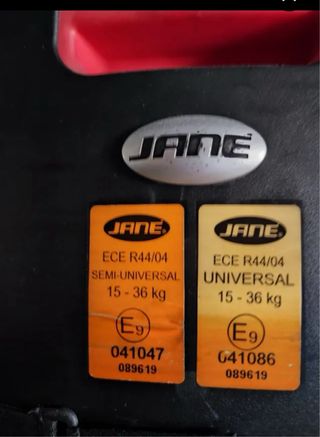 JANE
JANE
ECE R44/04
SEMI-UNIVERSAL
15 - 36 kg
E9
041047
089619
JANE
ECE R44/04
UNIVERSAL
15 - 36 kg
E9
041086
089619